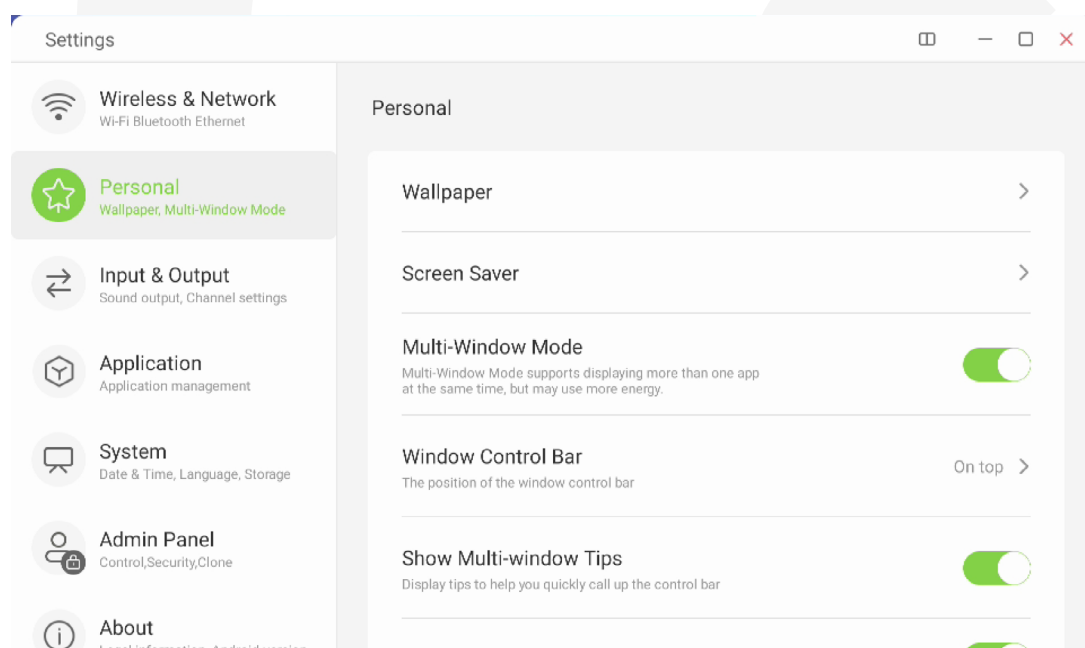 Settings
Wireless & Network
Wi-Fi Bluetooth Ethernet
Personal
Wallpaper, Multi-Window Mode
Input & Output
Sound output, Channel settings
Application
Application management
System
Date & Time, Language, Storage
Admin Panel
Control,Security,Clone
About
Legal information, Android version
Personal
Wallpaper
Screen Saver
Multi-Window Mode
Multi-Window Mode supports displaying more than one app
at the same time, but may use more energy.
Window Control Bar
The position of the window control bar
On top
Show Multi-window Tips
Display tips to help you quickly call up the control bar